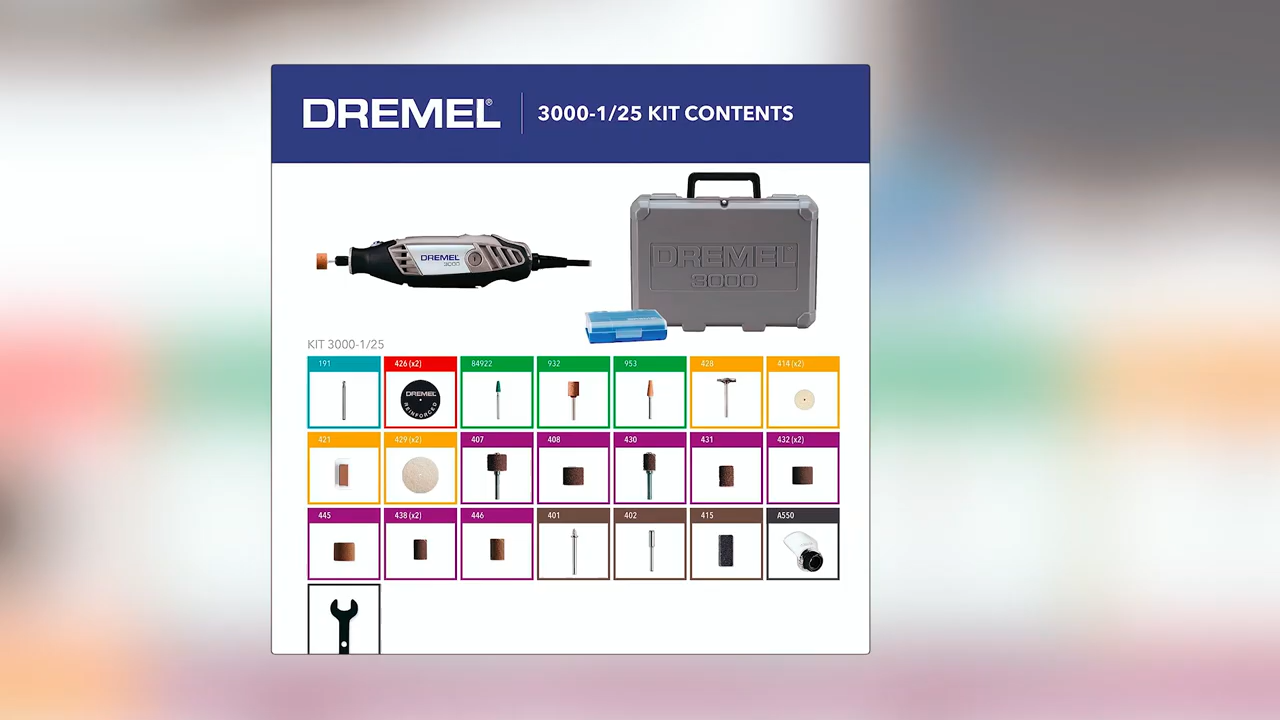 DREMEL® 3000-1/25 KIT CONTENTS
DREMEL
3000
DREMEL
3000
KIT 3000-1/25
191 426 (x2) 84922 932 953 428 414 (x2)
DREMEL
REINFORCED
421 429 (x2) 407 408 430 431 432 (x2)
445 438 (x2) 446 401 402 415 A550